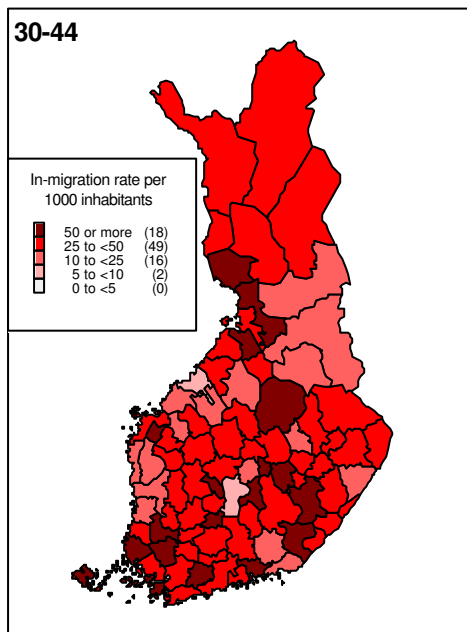 30-44
In-migration rate per
1000 inhabitants
50 or more (18)
25 to <50 (49)
10 to <25 (16)
5 to <10 (2)
0 to <5 (0)